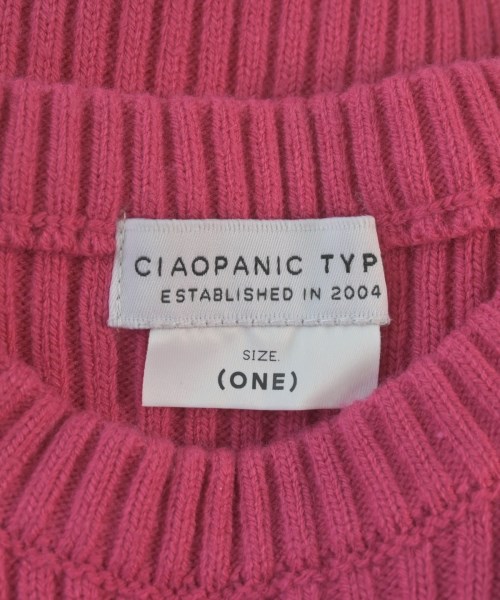 CIAOPANIC TYP
ESTABLISHED IN 2004
SIZE.
(ONE)